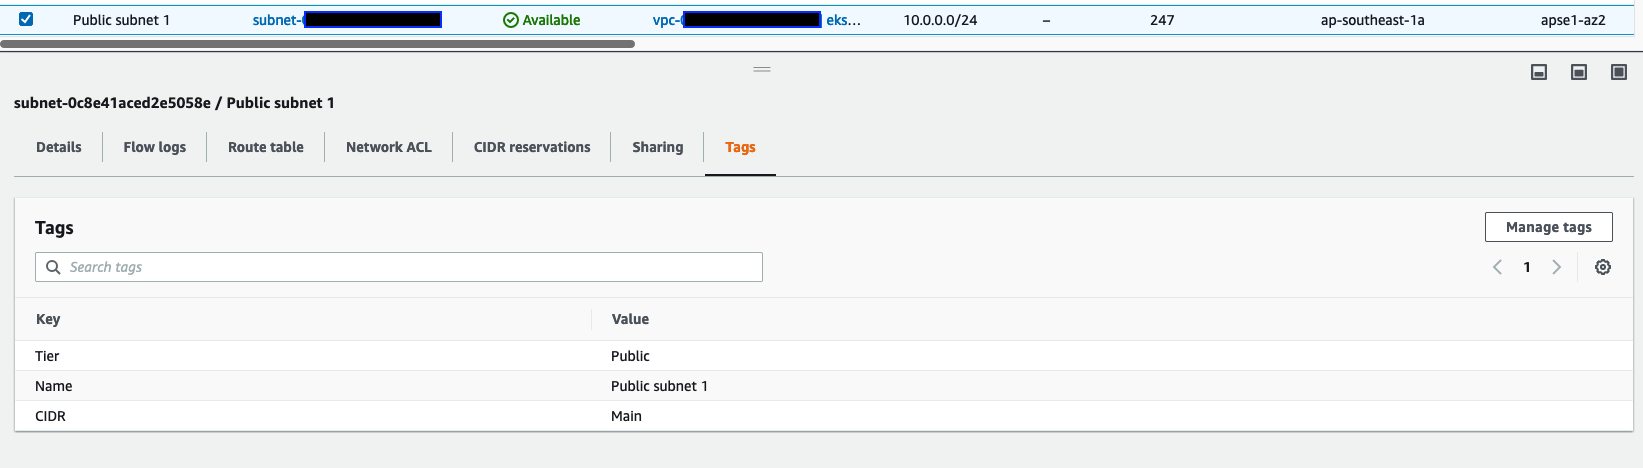 Public subnet 1 subnet- Available vpc- eks... 10.0.0.0/24 – 247 ap-southeast-1a apse1-az2
subnet-0c8e41aced2e5058e / Public subnet 1
Details Flow logs Route table Network ACL CIDR reservations Sharing Tags
Tags Manage tags
Search tags 1
Key Value
Tier Public
Name Public subnet 1
CIDR Main